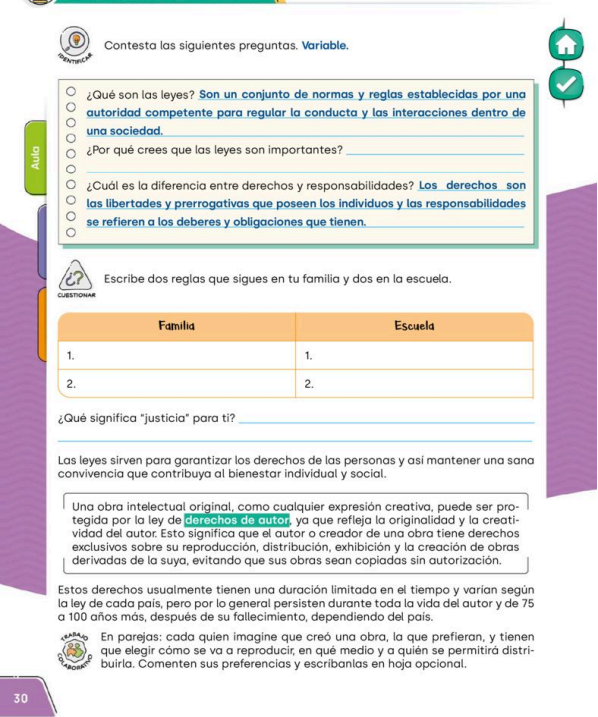 IDENTIFICAR
Contesta las siguientes preguntas. Variable.
¿Qué son las leyes? Son un conjunto de normas y reglas establecidas por una
autoridad competente para regular la conducta y las interacciones dentro de
una sociedad.
¿Por qué crees que las leyes son importantes?
¿Cuál es la diferencia entre derechos y responsabilidades? Los derechos son
las libertades y prerrogativas que poseen los individuos y las responsabilidades
se refieren a los deberes y obligaciones que tienen.
Aula
¿?
CUESTIONAR
Escribe dos reglas que sigues en tu familia y dos en la escuela.
Familia Escuela
1. 1.
2. 2.
¿Qué significa "justicia" para ti?
Las leyes sirven para garantizar los derechos de las personas y así mantener una sana
convivencia que contribuya al bienestar individual y social.
Una obra intelectual original, como cualquier expresión creativa, puede ser pro-
tegida por la ley de derechos de autor, ya que refleja la originalidad y la creati-
vidad del autor. Esto significa que el autor o creador de una obra tiene derechos
exclusivos sobre su reproducción, distribución, exhibición y la creación de obras
derivadas de la suya, evitando que sus obras sean copiadas sin autorización.
Estos derechos usualmente tienen una duración limitada en el tiempo y varían según
la ley de cada país, pero por lo general persisten durante toda la vida del autor y de 75
a 100 años más, después de su fallecimiento, dependiendo del país.
TRABAJO COLABORATIVO
En parejas: cada quien imagine que creó una obra, la que prefieran, y tienen
que elegir cómo se va a reproducir, en qué medio y a quién se permitirá distri-
buirla. Comenten sus preferencias y escríbanlas en hoja opcional.
30